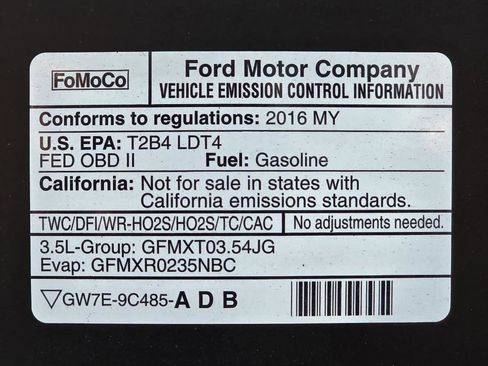 FoMoCo
Ford Motor Company
VEHICLE EMISSION CONTROL INFORMATION
Conforms to regulations: 2016 MY
U.S. EPA: T2B4 LDT4
FED OBD II Fuel: Gasoline
California: Not for sale in states with
California emissions standards.
TWC/DFI/WR-HO2S/HO2S/TC/CAC No adjustments needed.
3.5L-Group: GFMXT03.54JG
Evap: GFMXR0235NBC
▽GW7E-9C485-A D B